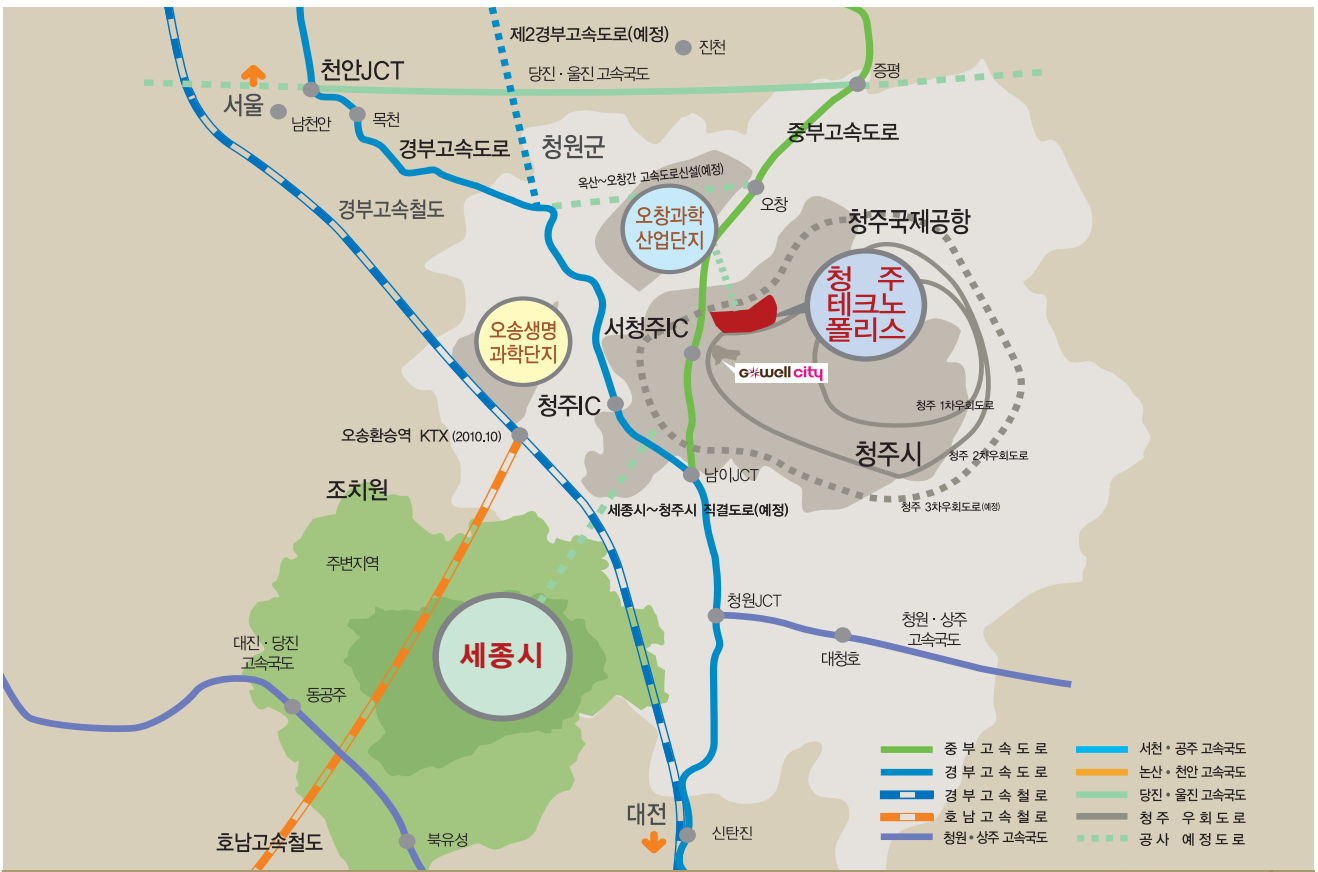 제2경부고속도로(예정)
진천
천안JCT
당진·울진 고속국도
증평
서울
남천안
목천
중부고속도로
경부고속도로
청원군
옥산~오창간 고속도로신설(예정)
경부고속철도
오창
오창과학
산업단지
청주국제공항
청 주
테크노
폴리스
오송생명
과학단지
서청주IC
Gowell city
청주IC
청주 1차우회도로
오송환승역 KTX (2010.10)
청주시
청주 2차우회도로
남이JCT
조치원
세종시~청주시 직결도로(예정)
청주 3차우회도로(예정)
주변지역
청원JCT
청원·상주
고속국도
대진·당진
고속국도
세종시
대청호
동공주
대전
신탄진
호남고속철도
북유성
중부고속도로
서천·공주 고속국도
경부고속도로
논산·천안 고속국도
경부고속철로
당진·울진 고속국도
호남고속철로
청주 우회도로
청원·상주 고속국도
공사 예정도로